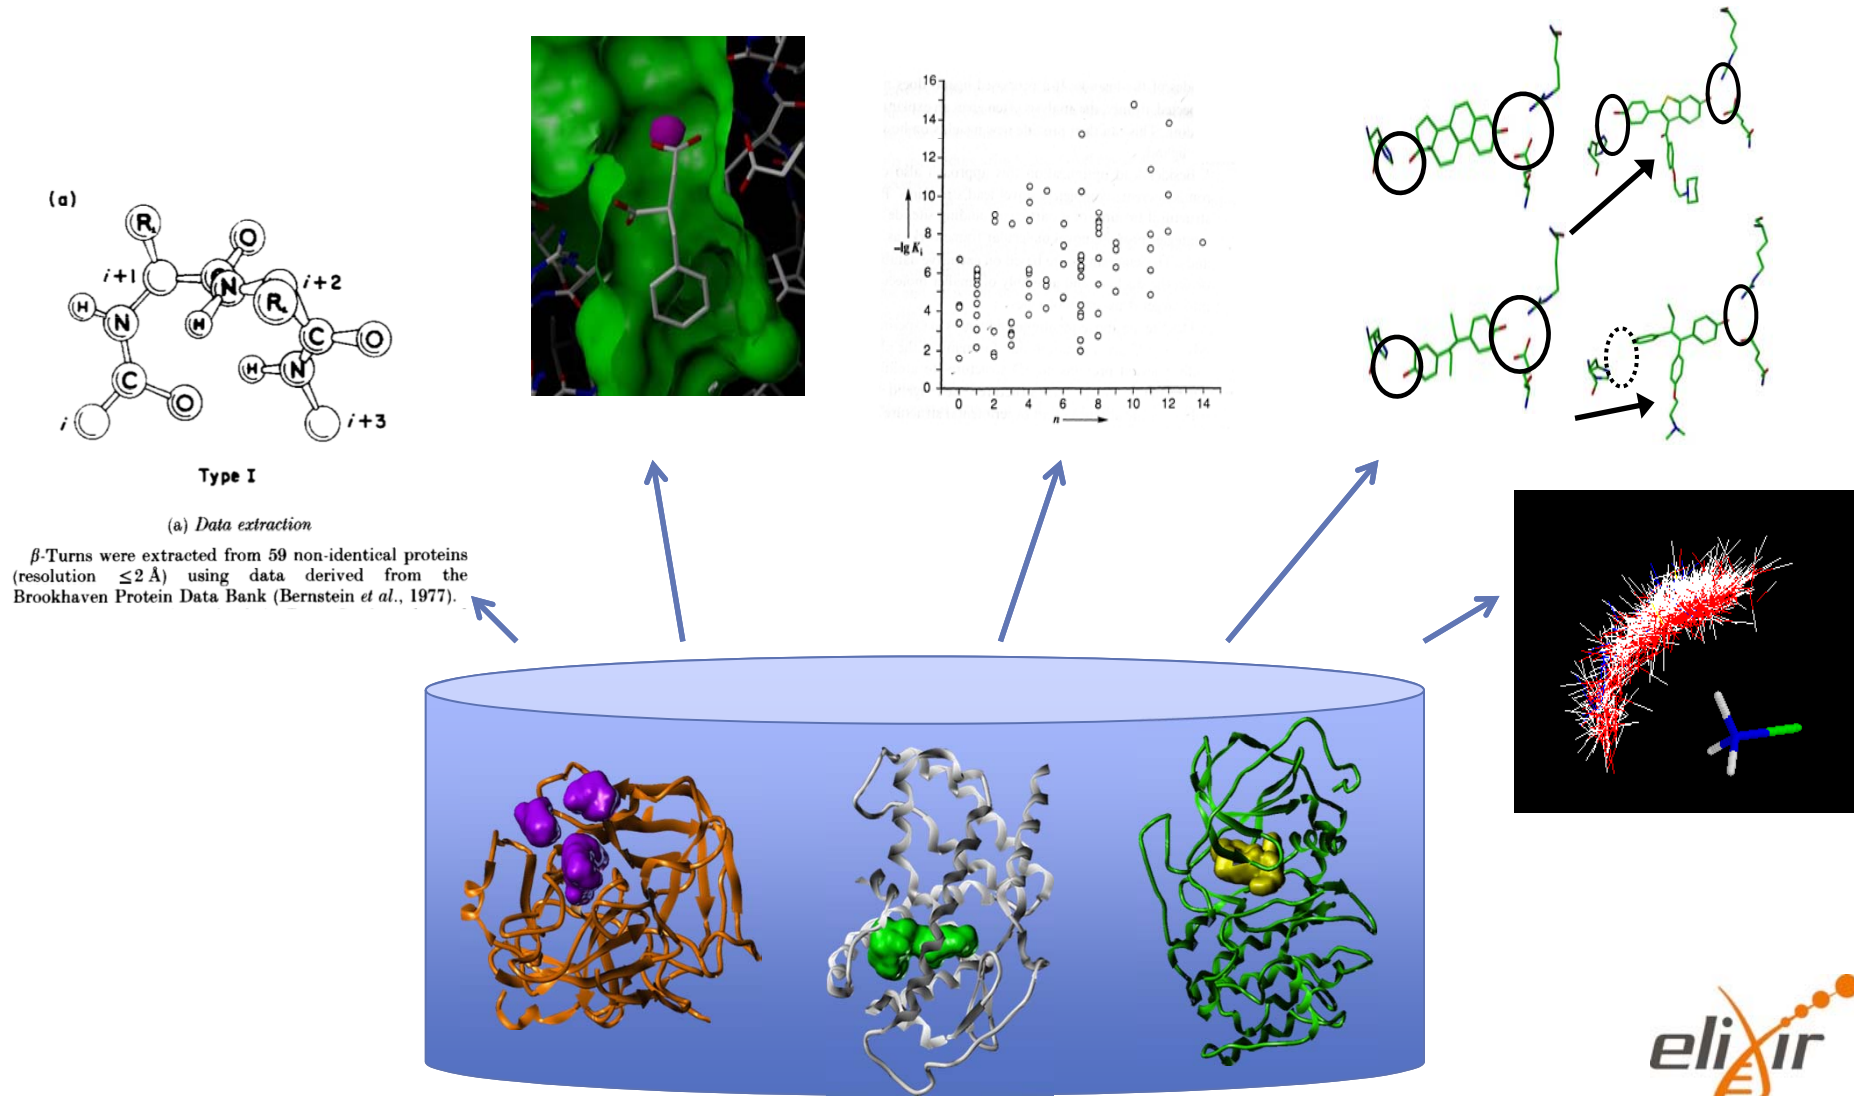 (a)
R₁
O
i+1
C
N
i+2
R₂
H
N
H
C
O
H
N
C
O
i
i+3
Type I
(a) Data extraction
β-Turns were extracted from 59 non-identical proteins
(resolution ≤2 Å) using data derived from the
Brookhaven Protein Data Bank (Bernstein et al., 1977).
16
14
12
10
8
-lg Kᵢ
6
4
2
0
0 2 4 6 8 10 12 14
n
elixir